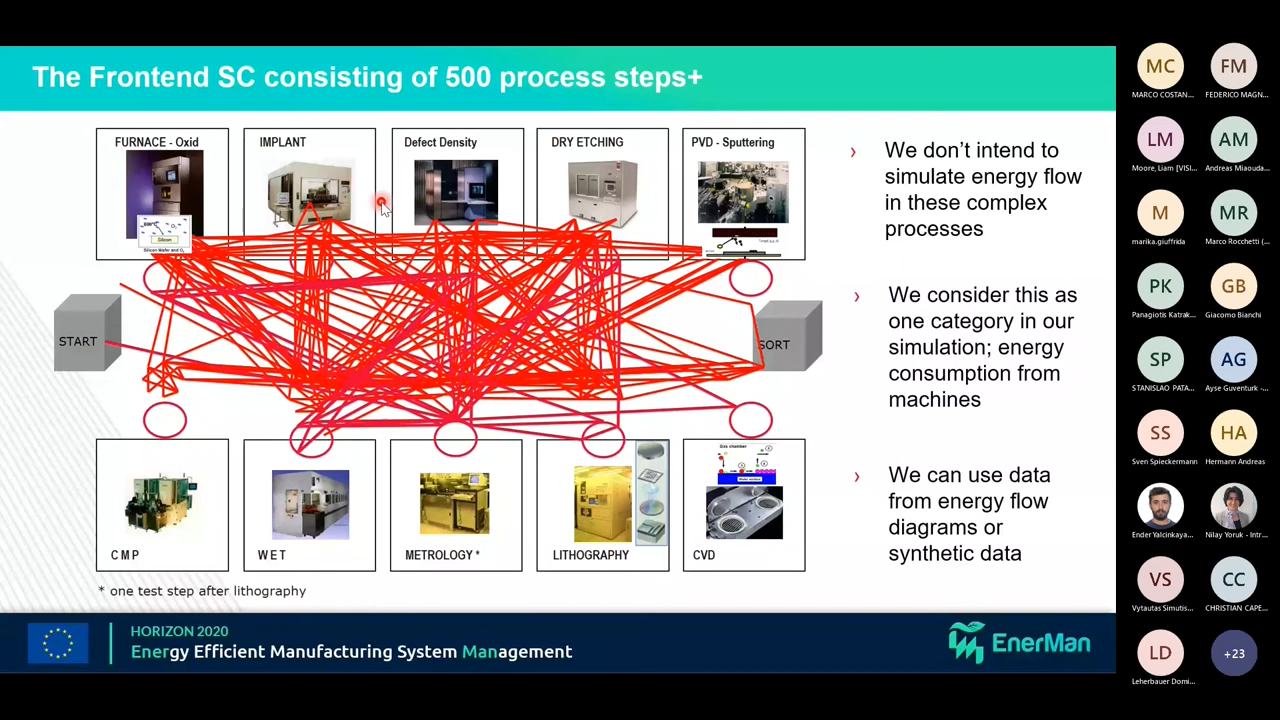 The Frontend SC consisting of 500 process steps+
FURNACE - Oxid
IMPLANT
Defect Density
DRY ETCHING
PVD - Sputtering
Silicon
START
SORT
CMP
WET
METROLOGY *
LITHOGRAPHY
CVD
Gas chamber
* one test step after lithography
› We don't intend to
simulate energy flow
in these complex
processes
› We consider this as
one category in our
simulation; energy
consumption from
machines
› We can use data
from energy flow
diagrams or
synthetic data
HORIZON 2020
Energy Efficient Manufacturing System Management
EnerMan
MC
MARCO COSTAN...
FM
FEDERICO MAGN...
LM
Moore, Liam [VISI...
AM
Andreas Miaouda...
M
marika.giuffrida
MR
Marco Rocchetti (...
PK
Panagiotis Katrak...
GB
Giacomo Bianchi
SP
STANISLAO PATA...
AG
Ayse Guventurk -...
SS
Sven Spieckermann
HA
Hermann Andreas
Ender Yalcinkaya...
Nilay Yoruk - Intr...
VS
Vytautas Simutis...
CC
CHRISTIAN CAPE...
LD
Leherbauer Domi...
+23